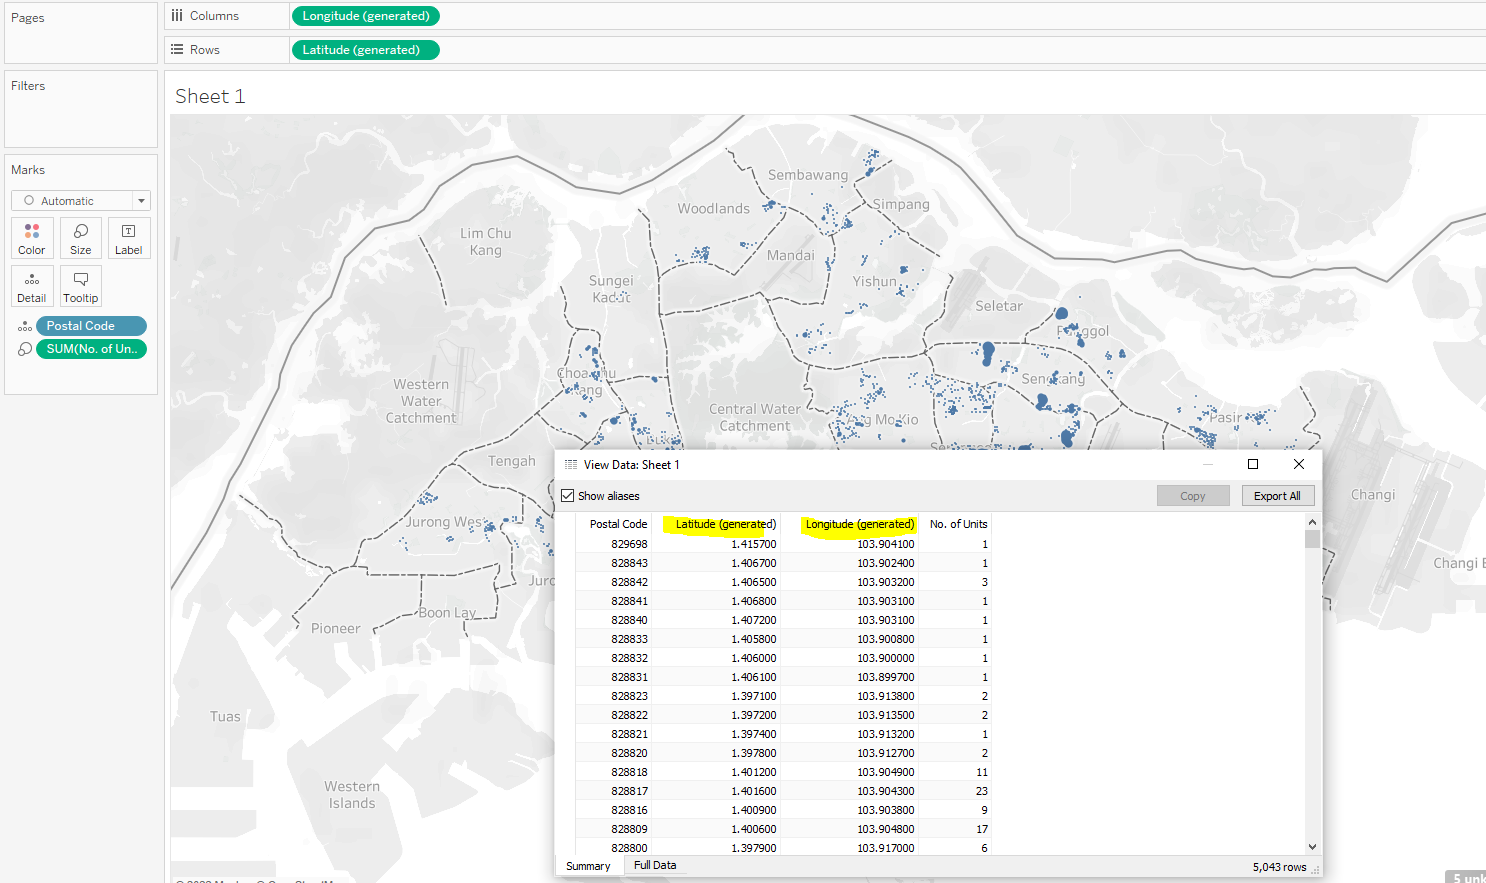 Pages
Columns
Longitude (generated)
Rows
Latitude (generated)
Filters
Sheet 1
Marks
Automatic
Color
Size
Label
Detail
Tooltip
Postal Code
SUM(No. of Un..
Sembawang
Woodlands
Simpang
Lim Chu
Kang
Mandai
Sungei
Kadut
Yishun
Seletar
Punggol
Choa Chu
Kang
Sengkang
Western
Water
Catchment
Central Water
Catchment
Ang Mo Kio
Pasir
Tengah
Changi
Jurong West
Boon Lay
Pioneer
Changi B
Tuas
Western
Islands
View Data: Sheet 1
Show aliases
Copy
Export All
Postal Code Latitude (generated) Longitude (generated) No. of Units
829698 1.415700 103.904100 1
828843 1.406700 103.902400 1
828842 1.406500 103.903200 3
828841 1.406800 103.903100 1
828840 1.407200 103.903100 1
828833 1.405800 103.900800 1
828832 1.406000 103.900000 1
828831 1.406100 103.899700 1
828823 1.397100 103.913800 2
828822 1.397200 103.913500 2
828821 1.397400 103.913200 1
828820 1.397800 103.912700 2
828818 1.401200 103.904900 11
828817 1.401600 103.904300 23
828816 1.400900 103.903800 9
828809 1.400600 103.904800 17
828800 1.397900 103.917000 6
Summary
Full Data
5,043 rows
5 unk